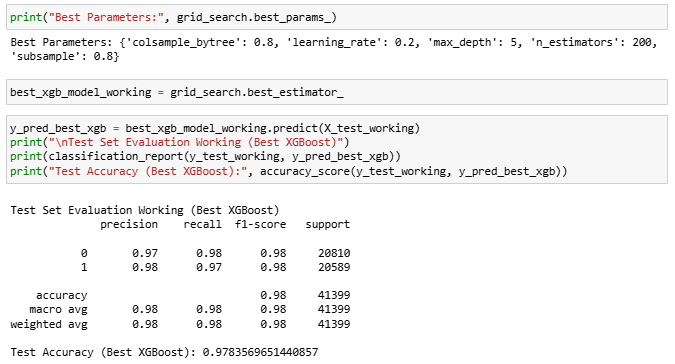 print("Best Parameters:", grid_search.best_params_)
Best Parameters: {'colsample_bytree': 0.8, 'learning_rate': 0.2, 'max_depth': 5, 'n_estimators': 200,
'subsample': 0.8}
best_xgb_model_working = grid_search.best_estimator_
y_pred_best_xgb = best_xgb_model_working.predict(X_test_working)
print("\nTest Set Evaluation Working (Best XGBoost)")
print(classification_report(y_test_working, y_pred_best_xgb))
print("Test Accuracy (Best XGBoost):", accuracy_score(y_test_working, y_pred_best_xgb))
Test Set Evaluation Working (Best XGBoost)
precision recall f1-score support
0 0.97 0.98 0.98 20810
1 0.98 0.97 0.98 20589
accuracy 0.98 41399
macro avg 0.98 0.98 0.98 41399
weighted avg 0.98 0.98 0.98 41399
Test Accuracy (Best XGBoost): 0.9783569651440857